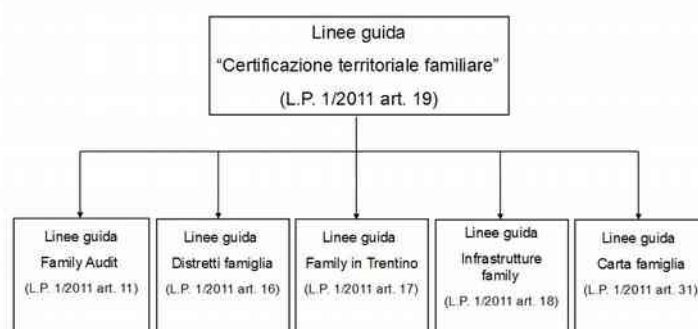 Linee guida
“Certificazione territoriale familiare”
(L.P. 1/2011 art. 19)
Linee guida
Family Audit
(L.P. 1/2011 art. 11)
Linee guida
Distretti famiglia
(L.P. 1/2011 art. 16)
Linee guida
Family in Trentino
(L.P. 1/2011 art. 17)
Linee guida
Infrastrutture
family
(L.P. 1/2011 art. 18)
Linee guida
Carta famiglia
(L.P. 1/2011 art. 31)